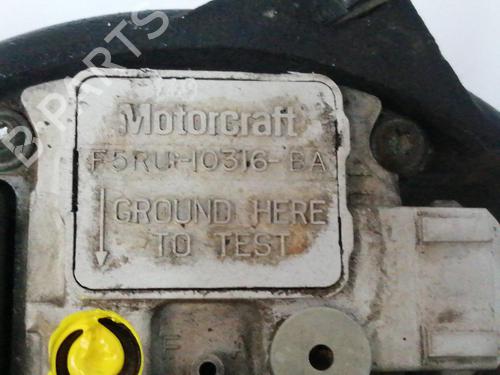 B-PARTS
Motorcraft
F5RU-10316-BA
GROUND HERE
TO TEST
F A